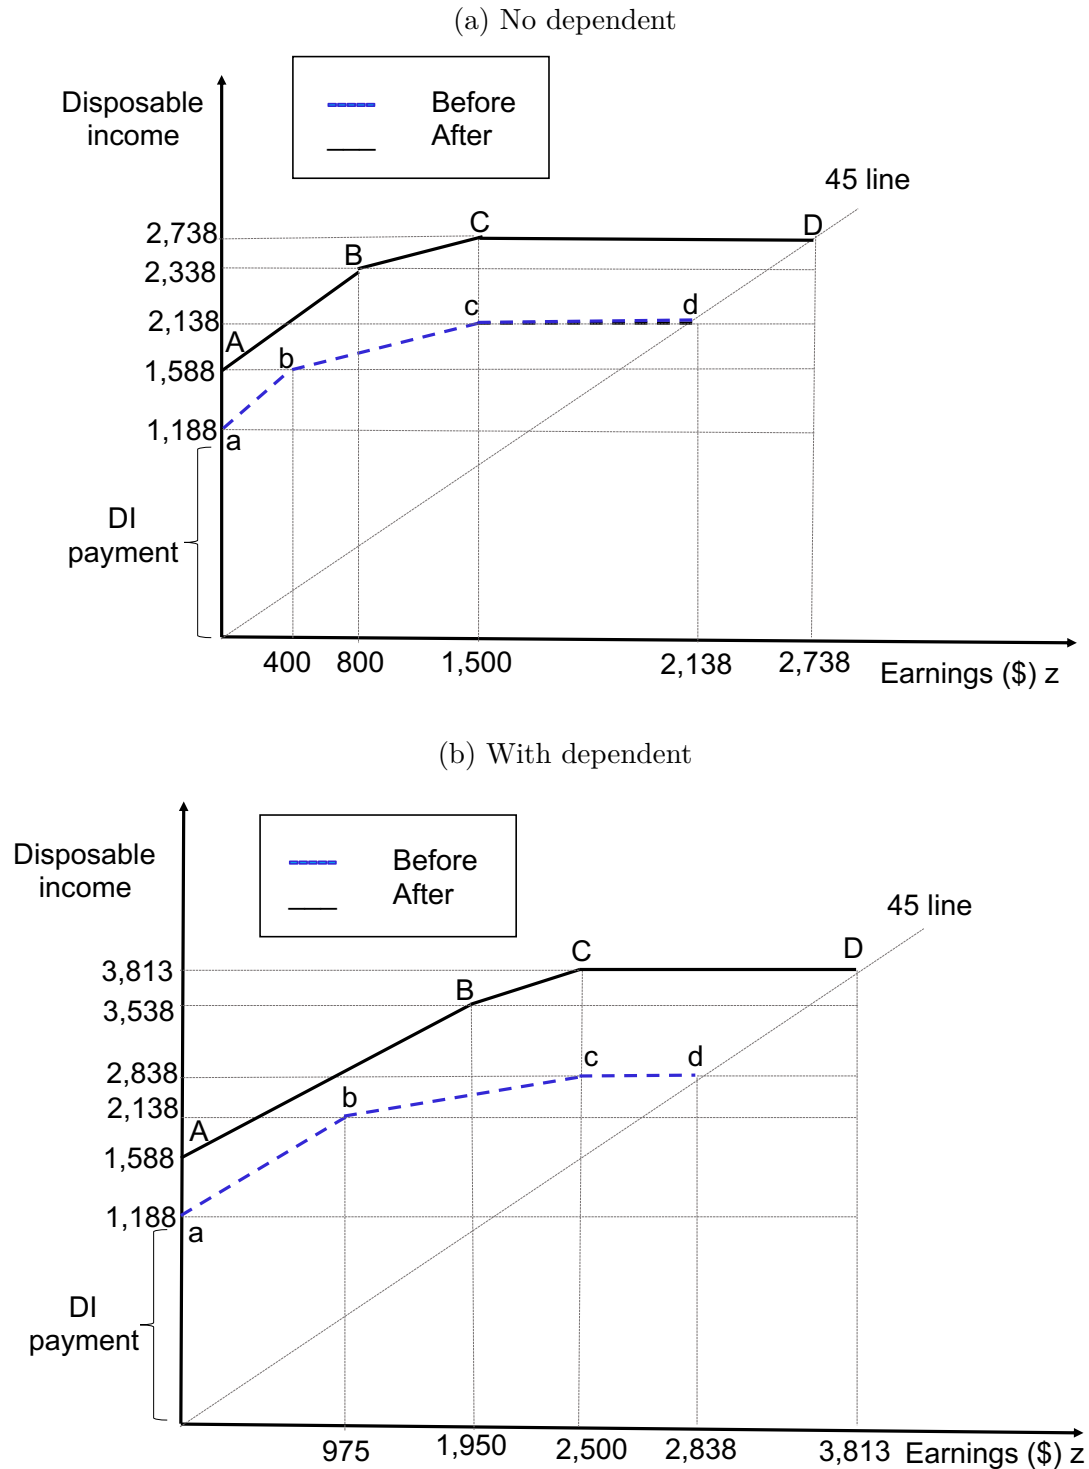 (a) No dependent
Before
After
Disposable
income
45 line
2,738
2,338
2,138
1,588
1,188
A
B
C
D
a
b
c
d
DI
payment
400 800 1,500 2,138 2,738 Earnings ($) z
(b) With dependent
Before
After
Disposable
income
45 line
3,813
3,538
2,838
2,138
1,588
1,188
A
B
C
D
a
b
c
d
DI
payment
975 1,950 2,500 2,838 3,813 Earnings ($) z